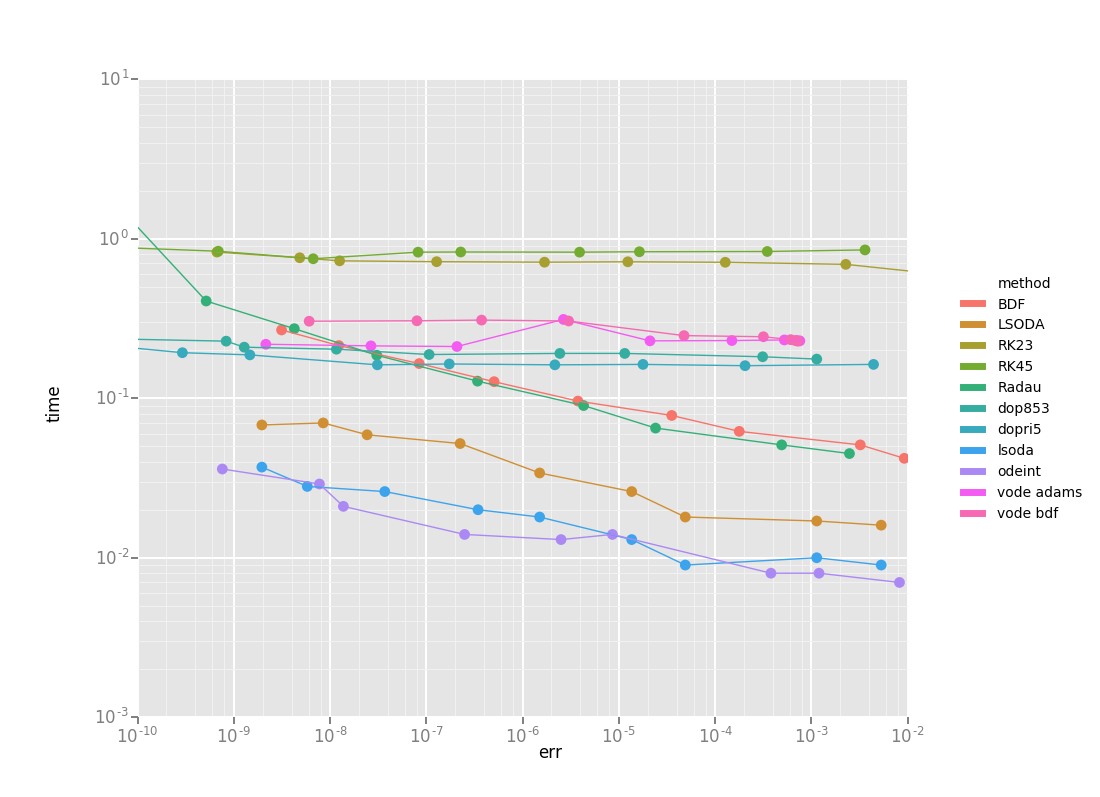 10^1
10^0
10^-1
10^-2
10^-3
time
10^-10 10^-9 10^-8 10^-7 10^-6 10^-5 10^-4 10^-3 10^-2
err
method
BDF
LSODA
RK23
RK45
Radau
dop853
dopri5
lsoda
odeint
vode adams
vode bdf